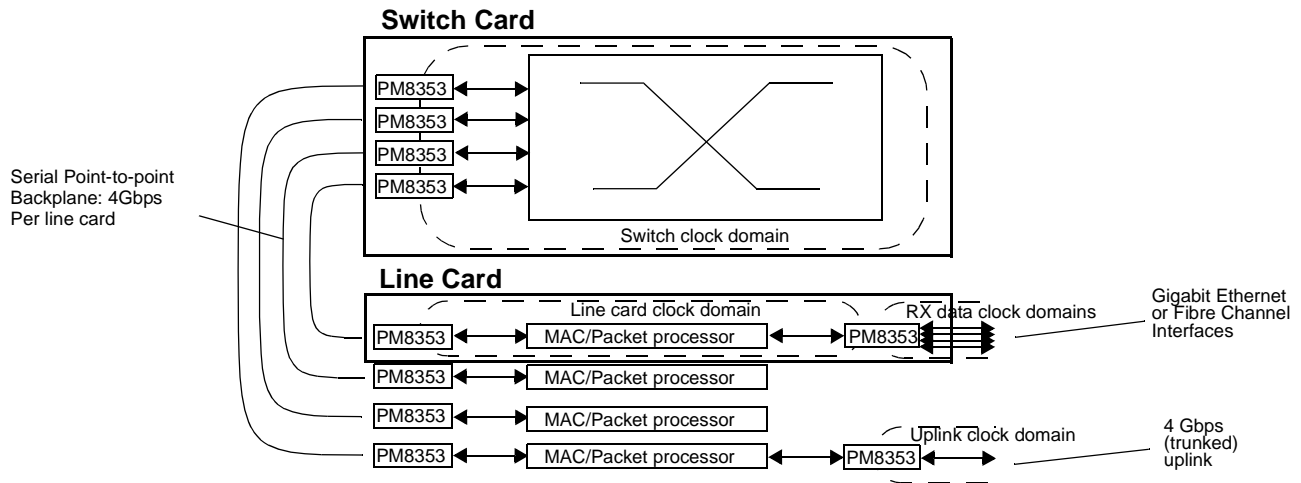 Switch Card
PM8353
PM8353
PM8353
PM8353
Serial Point-to-point
Backplane: 4Gbps
Per line card
Switch clock domain
Line Card
Line card clock domain
RX data clock domains
Gigabit Ethernet
or Fibre Channel
Interfaces
PM8353
MAC/Packet processor
PM8353
PM8353
MAC/Packet processor
PM8353
MAC/Packet processor
Uplink clock domain
4 Gbps
(trunked)
uplink
PM8353
MAC/Packet processor
PM8353